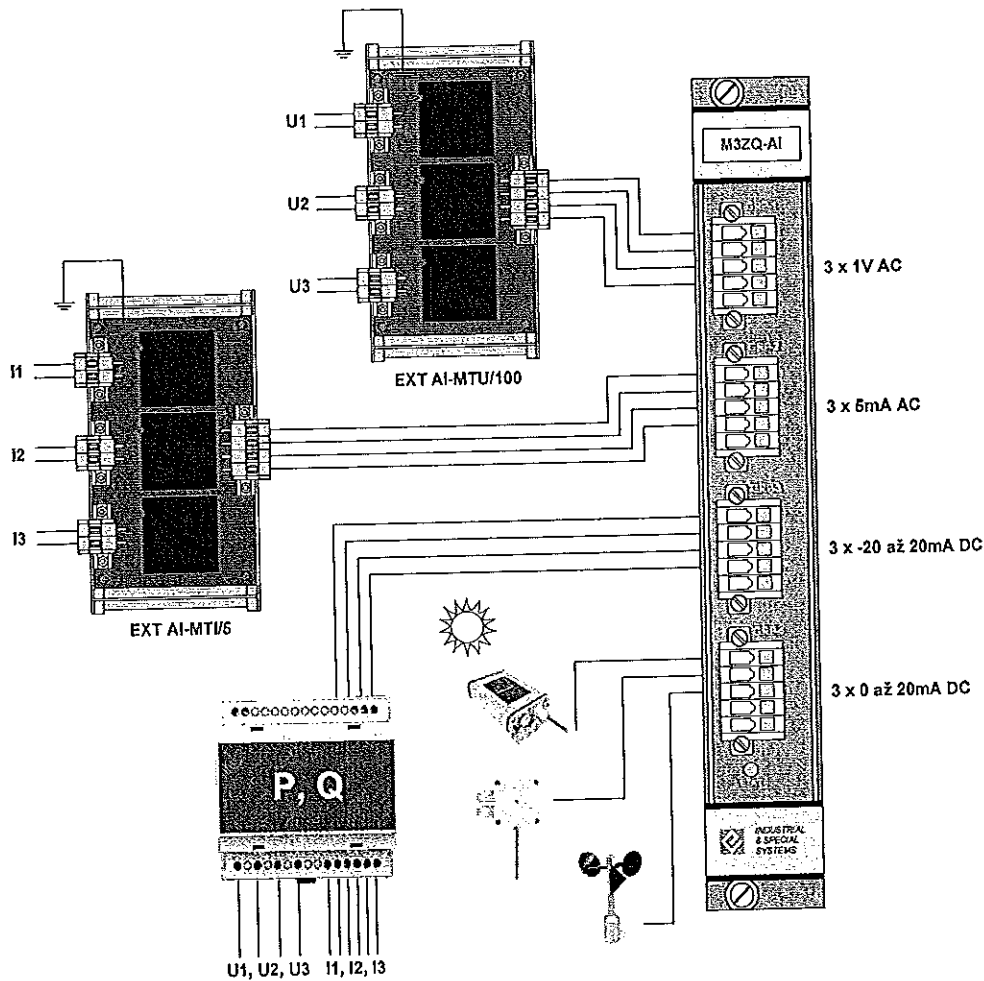 U1
U2
U3
EXT AI-MTU/100
I1
I2
I3
EXT AI-MTI/5
M3ZQ-AI
3 x 1V AC
3 x 5mA AC
3 x -20 až 20mA DC
3 x 0 až 20mA DC
P, Q
U1, U2, U3 I1, I2, I3
INDUSTRIAL
& SPECIAL
SYSTEMS